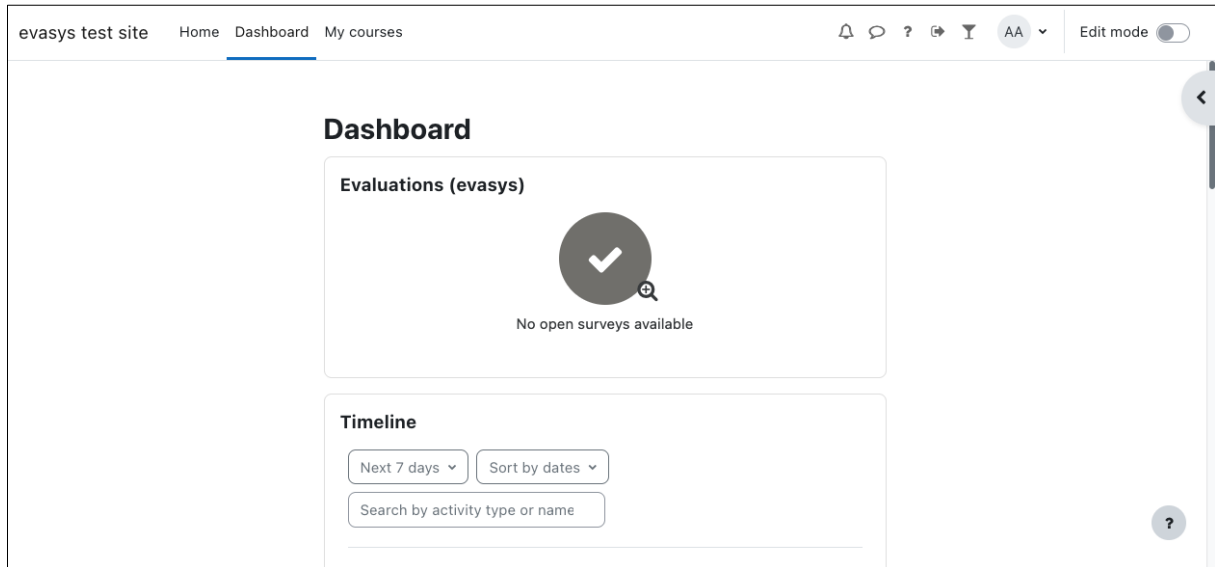 evasys test site Home Dashboard My courses ? AA Edit mode
Dashboard
Evaluations (evasys)
No open surveys available
Timeline
Next 7 days Sort by dates
Search by activity type or name
?